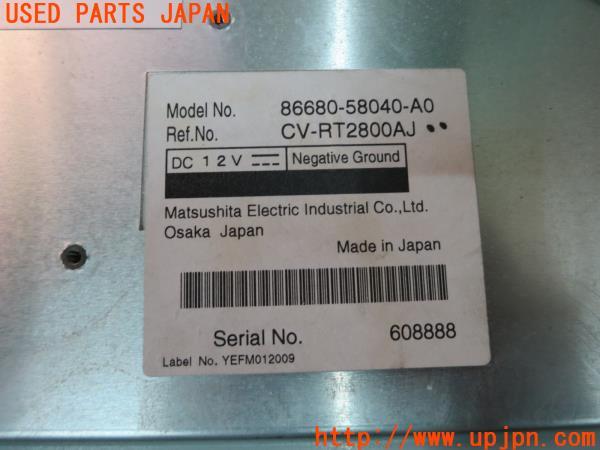 USED PARTS JAPAN
Model No. 86680-58040-A0
Ref.No. CV-RT2800AJ
DC 12V Negative Ground
Matsushita Electric Industrial Co.,Ltd.
Osaka Japan
Made in Japan
Serial No. 608888
Label No. YEFM012009
http://www.upjpn.com